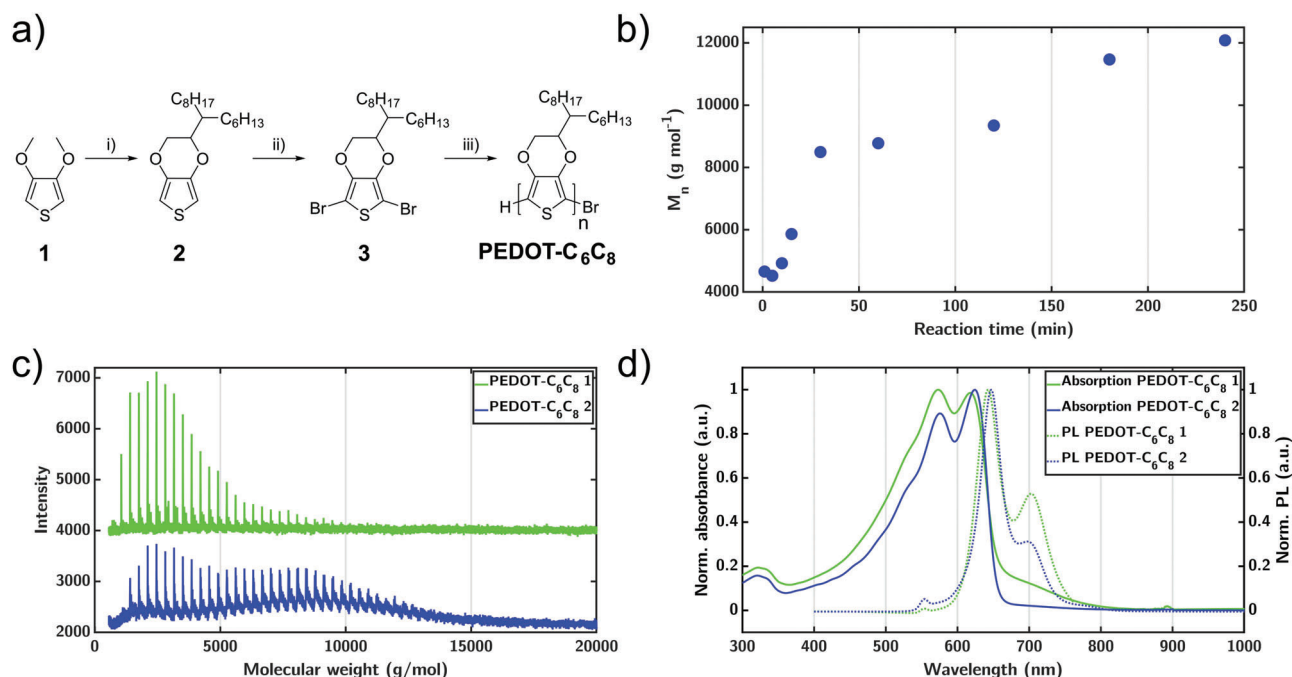 a)
C8H17
C6H13
O
O
S
1
i)
C8H17
C6H13
O
O
S
2
ii)
C8H17
C6H13
O
O
Br
S
Br
3
iii)
H
S
Br
n
PEDOT-C6C8
b)
12000
10000
8000
6000
4000
Mn (g mol-1)
0
50
100
150
200
250
Reaction time (min)
c)
7000
6000
5000
4000
3000
2000
Intensity
PEDOT-C6C8 1
PEDOT-C6C8 2
0
5000
10000
15000
20000
Molecular weight (g/mol)
d)
1
0.8
0.6
0.4
0.2
0
Norm. absorbance (a.u.)
Absorption PEDOT-C6C8 1
Absorption PEDOT-C6C8 2
PL PEDOT-C6C8 1
PL PEDOT-C6C8 2
1
0.8
0.6
0.4
0.2
0
Norm. PL (a.u.)
300
400
500
600
700
800
900
1000
Wavelength (nm)